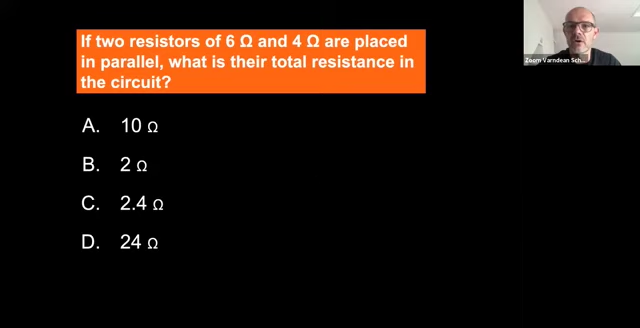 If two resistors of 6 Ω and 4 Ω are placed
in parallel, what is their total resistance in
the circuit?
A. 10 Ω
B. 2 Ω
C. 2.4 Ω
D. 24 Ω
Zoom Varndean Sch...